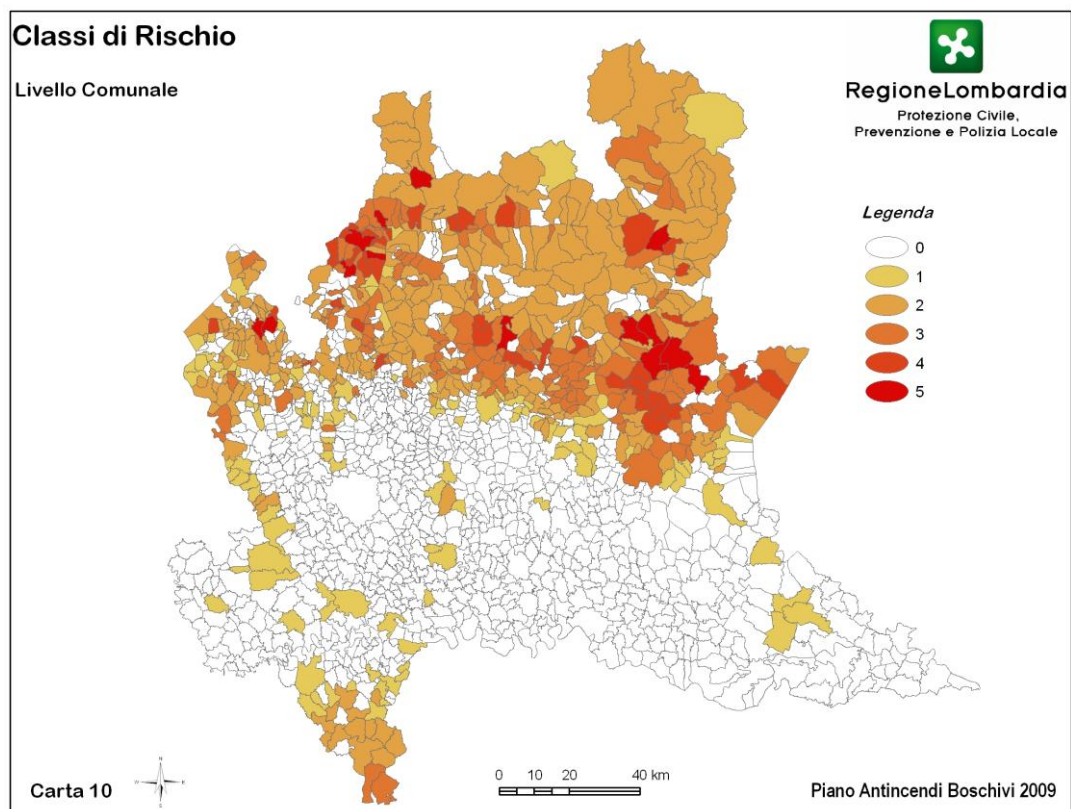 Classi di Rischio
Livello Comunale
RegioneLombardia
Protezione Civile,
Prevenzione e Polizia Locale
Legenda
0
1
2
3
4
5
N
W E
S
0 10 20 40 km
Carta 10
Piano Antincendi Boschivi 2009